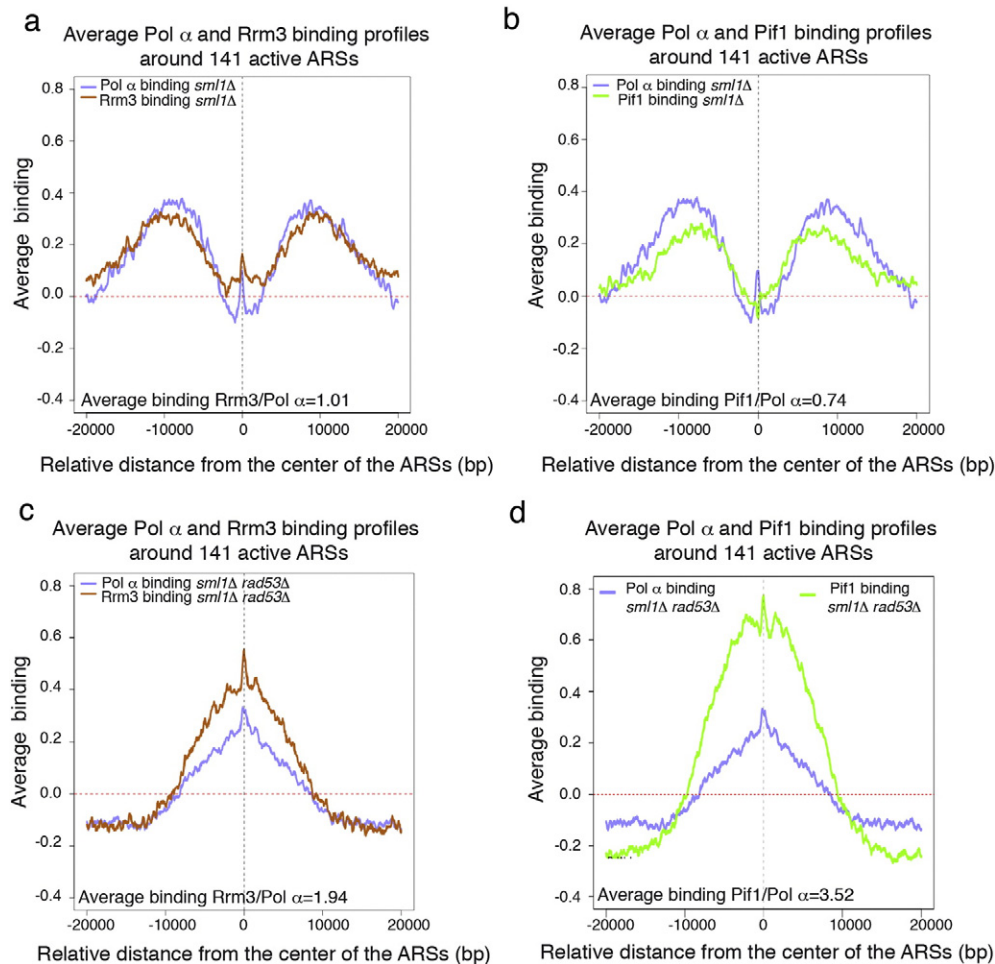 a
Average Pol α and Rrm3 binding profiles
around 141 active ARSs
Pol α binding sml1Δ
Rrm3 binding sml1Δ
Average binding
0.8
0.6
0.4
0.2
0.0
-0.2
-0.4
Average binding Rrm3/Pol α=1.01
-20000 -10000 0 10000 20000
Relative distance from the center of the ARSs (bp)
b
Average Pol α and Pif1 binding profiles
around 141 active ARSs
Pol α binding sml1Δ
Pif1 binding sml1Δ
Average binding
0.8
0.6
0.4
0.2
0.0
-0.2
-0.4
Average binding Pif1/Pol α=0.74
-20000 -10000 0 10000 20000
Relative distance from the center of the ARSs (bp)
c
Average Pol α and Rrm3 binding profiles
around 141 active ARSs
Pol α binding sml1Δ rad53Δ
Rrm3 binding sml1Δ rad53Δ
Average binding
0.8
0.6
0.4
0.2
0.0
-0.2
-0.4
Average binding Rrm3/Pol α=1.94
-20000 -10000 0 10000 20000
Relative distance from the center of the ARSs (bp)
d
Average Pol α and Pif1 binding profiles
around 141 active ARSs
Pol α binding
sml1Δ rad53Δ
Pif1 binding
sml1Δ rad53Δ
Average binding
0.8
0.6
0.4
0.2
0.0
-0.2
-0.4
Average binding Pif1/Pol α=3.52
-20000 -10000 0 10000 20000
Relative distance from the center of the ARSs (bp)